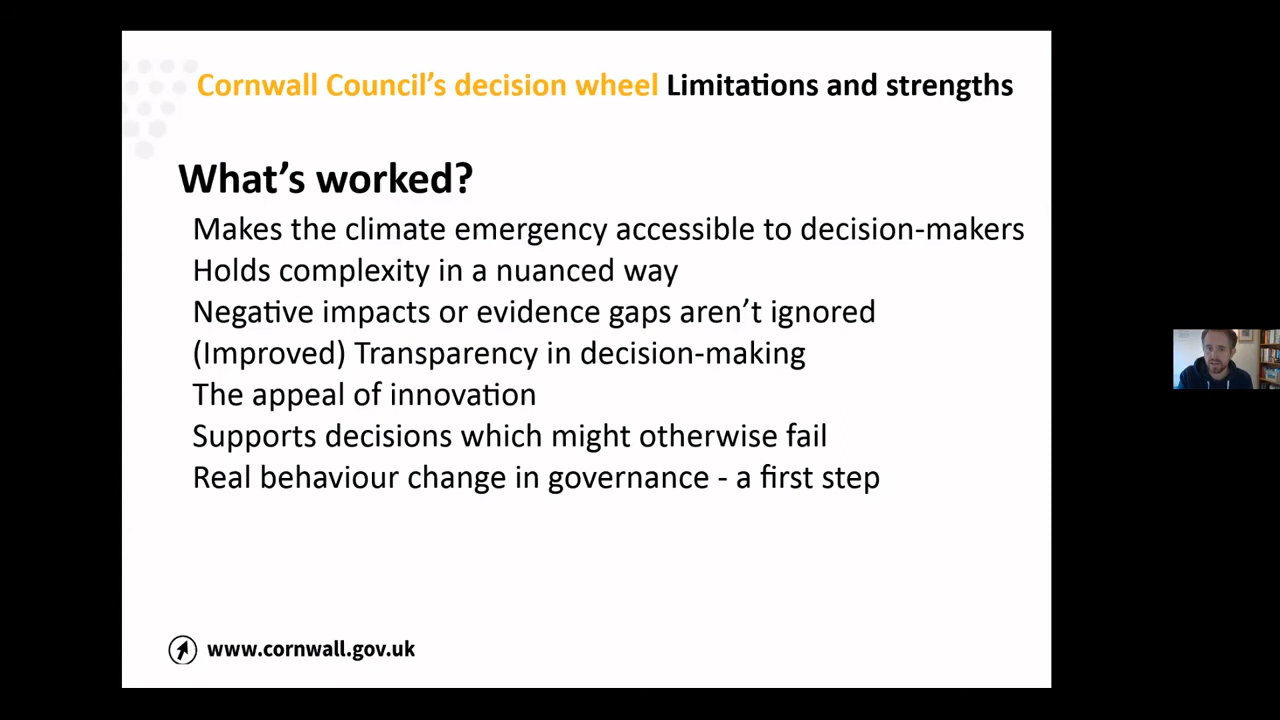 Cornwall Council’s decision wheel Limitations and strengths
What’s worked?
Makes the climate emergency accessible to decision-makers
Holds complexity in a nuanced way
Negative impacts or evidence gaps aren’t ignored
(Improved) Transparency in decision-making
The appeal of innovation
Supports decisions which might otherwise fail
Real behaviour change in governance - a first step
www.cornwall.gov.uk